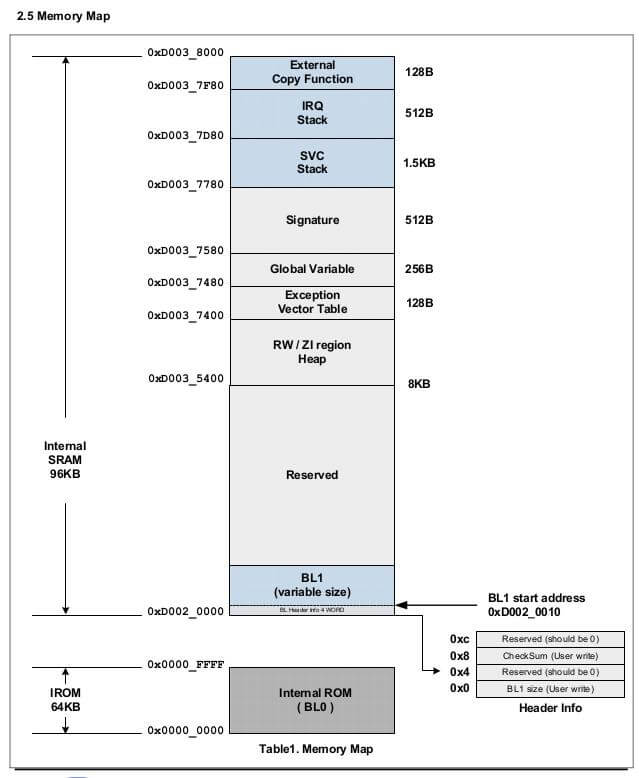 2.5 Memory Map
0xD003_8000
External
Copy Function
128B
0xD003_7F80
IRQ
Stack
512B
0xD003_7D80
SVC
Stack
1.5KB
0xD003_7780
Signature
512B
0xD003_7580
Global Variable
256B
0xD003_7480
Exception
Vector Table
128B
0xD003_7400
RW / ZI region
Heap
0xD003_5400
8KB
Internal
SRAM
96KB
Reserved
BL1
(variable size)
BL1 start address
0xD002_0010
0xD002_0000
BL Header info 4 WORD
0xc Reserved (should be 0)
0x8 CheckSum (User write)
0x4 Reserved (should be 0)
0x0 BL1 size (User write)
Header Info
0x0000_FFFF
IROM
64KB
Internal ROM
( BL0 )
0x0000_0000
Table1. Memory Map